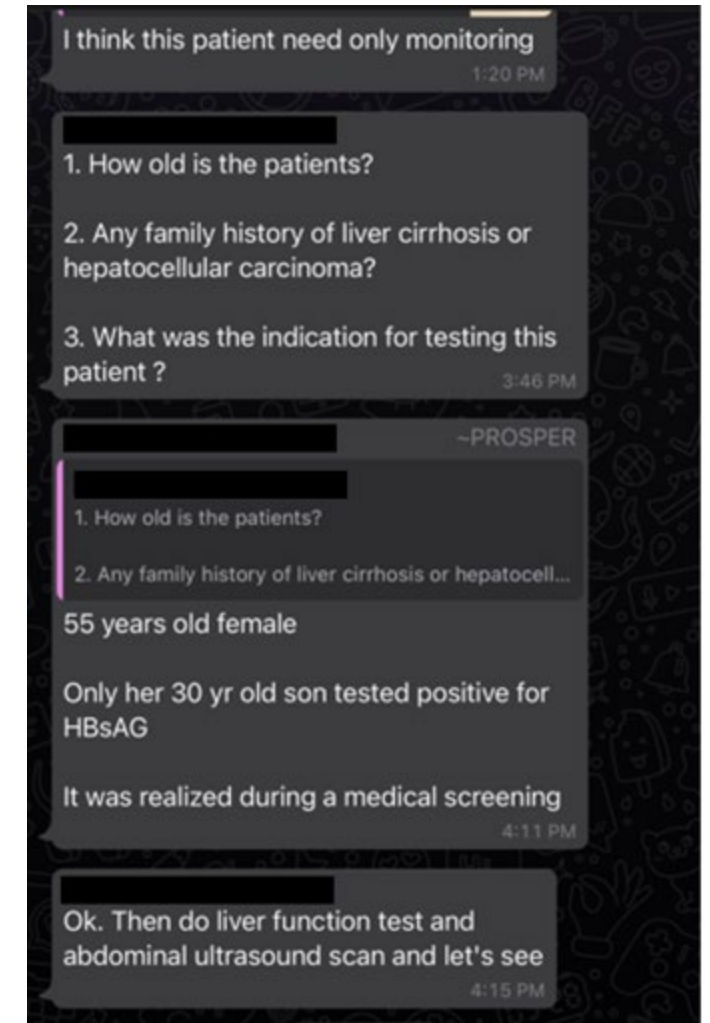 I think this patient need only monitoring
1:20 PM
1. How old is the patients?
2. Any family history of liver cirrhosis or
hepatocellular carcinoma?
3. What was the indication for testing this
patient ?
3:46 PM
~PROSPER
1. How old is the patients?
2. Any family history of liver cirrhosis or hepatocell...
55 years old female
Only her 30 yr old son tested positive for
HBsAG
It was realized during a medical screening
4:11 PM
Ok. Then do liver function test and
abdominal ultrasound scan and let's see
4:15 PM